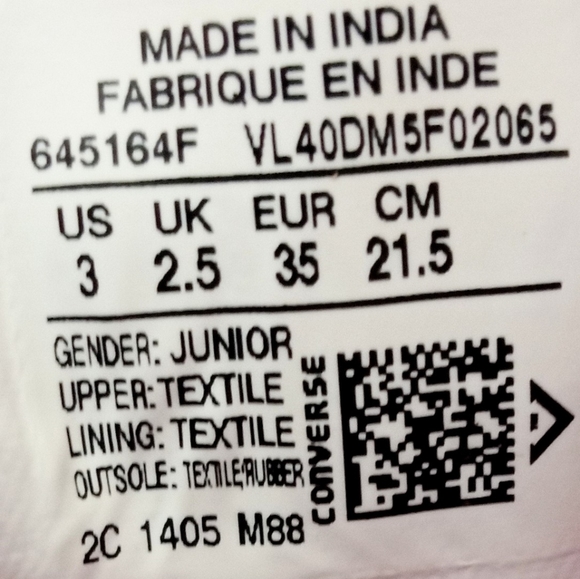 MADE IN INDIA
FABRIQUE EN INDE
645164F VL40DM5F02065
US UK EUR CM
3 2.5 35 21.5
GENDER: JUNIOR
UPPER: TEXTILE
LINING: TEXTILE
OUTSOLE: TEXTILE/RUBBER
CONVERSE
2C 1405 M88